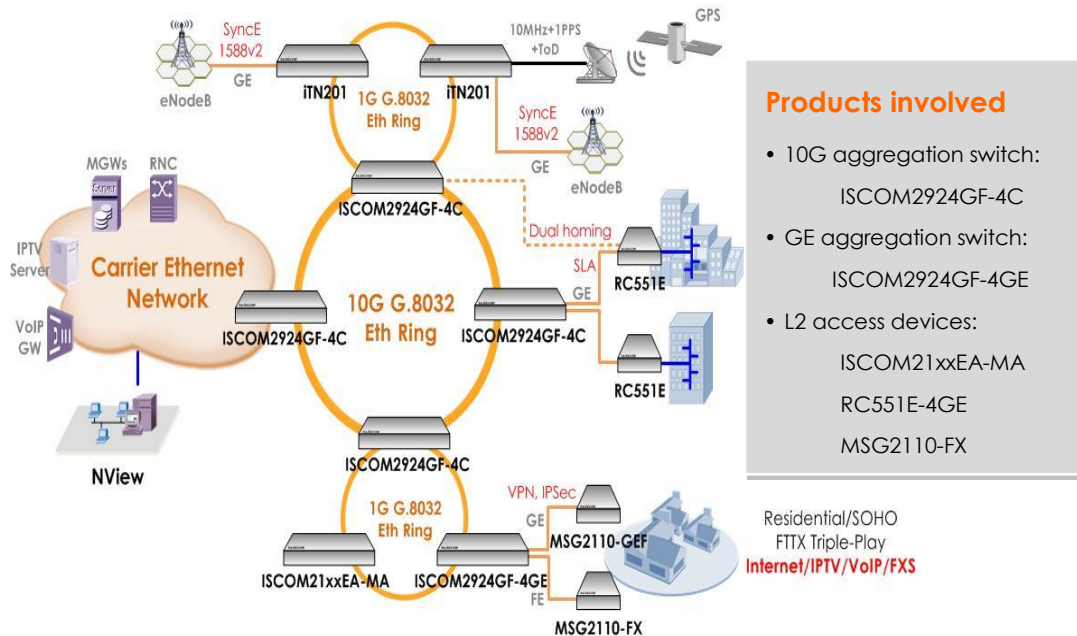 GPS
10MHz+1PPS
+ToD
SyncE
1588v2
GE
eNodeB
iTN201
iTN201
1G G.8032
Eth Ring
SyncE
1588v2
GE
eNodeB
MGWs
RNC
Server
ISCOM2924GF-4C
IPTV
Server
Carrier Ethernet
Network
VoIP
GW
Dual homing
SLA
GE
RC551E
10G G.8032
Eth Ring
ISCOM2924GF-4C
ISCOM2924GF-4C
RC551E
NView
ISCOM2924GF-4C
1G G.8032
Eth Ring
VPN, IPSec
GE
MSG2110-GEF
ISCOM21xxEA-MA
ISCOM2924GF-4GE
FE
MSG2110-FX
Products involved
• 10G aggregation switch:
ISCOM2924GF-4C
• GE aggregation switch:
ISCOM2924GF-4GE
• L2 access devices:
ISCOM21xxEA-MA
RC551E-4GE
MSG2110-FX
Residential/SOHO
FTTX Triple-Play
Internet/IPTV/VoIP/FXS